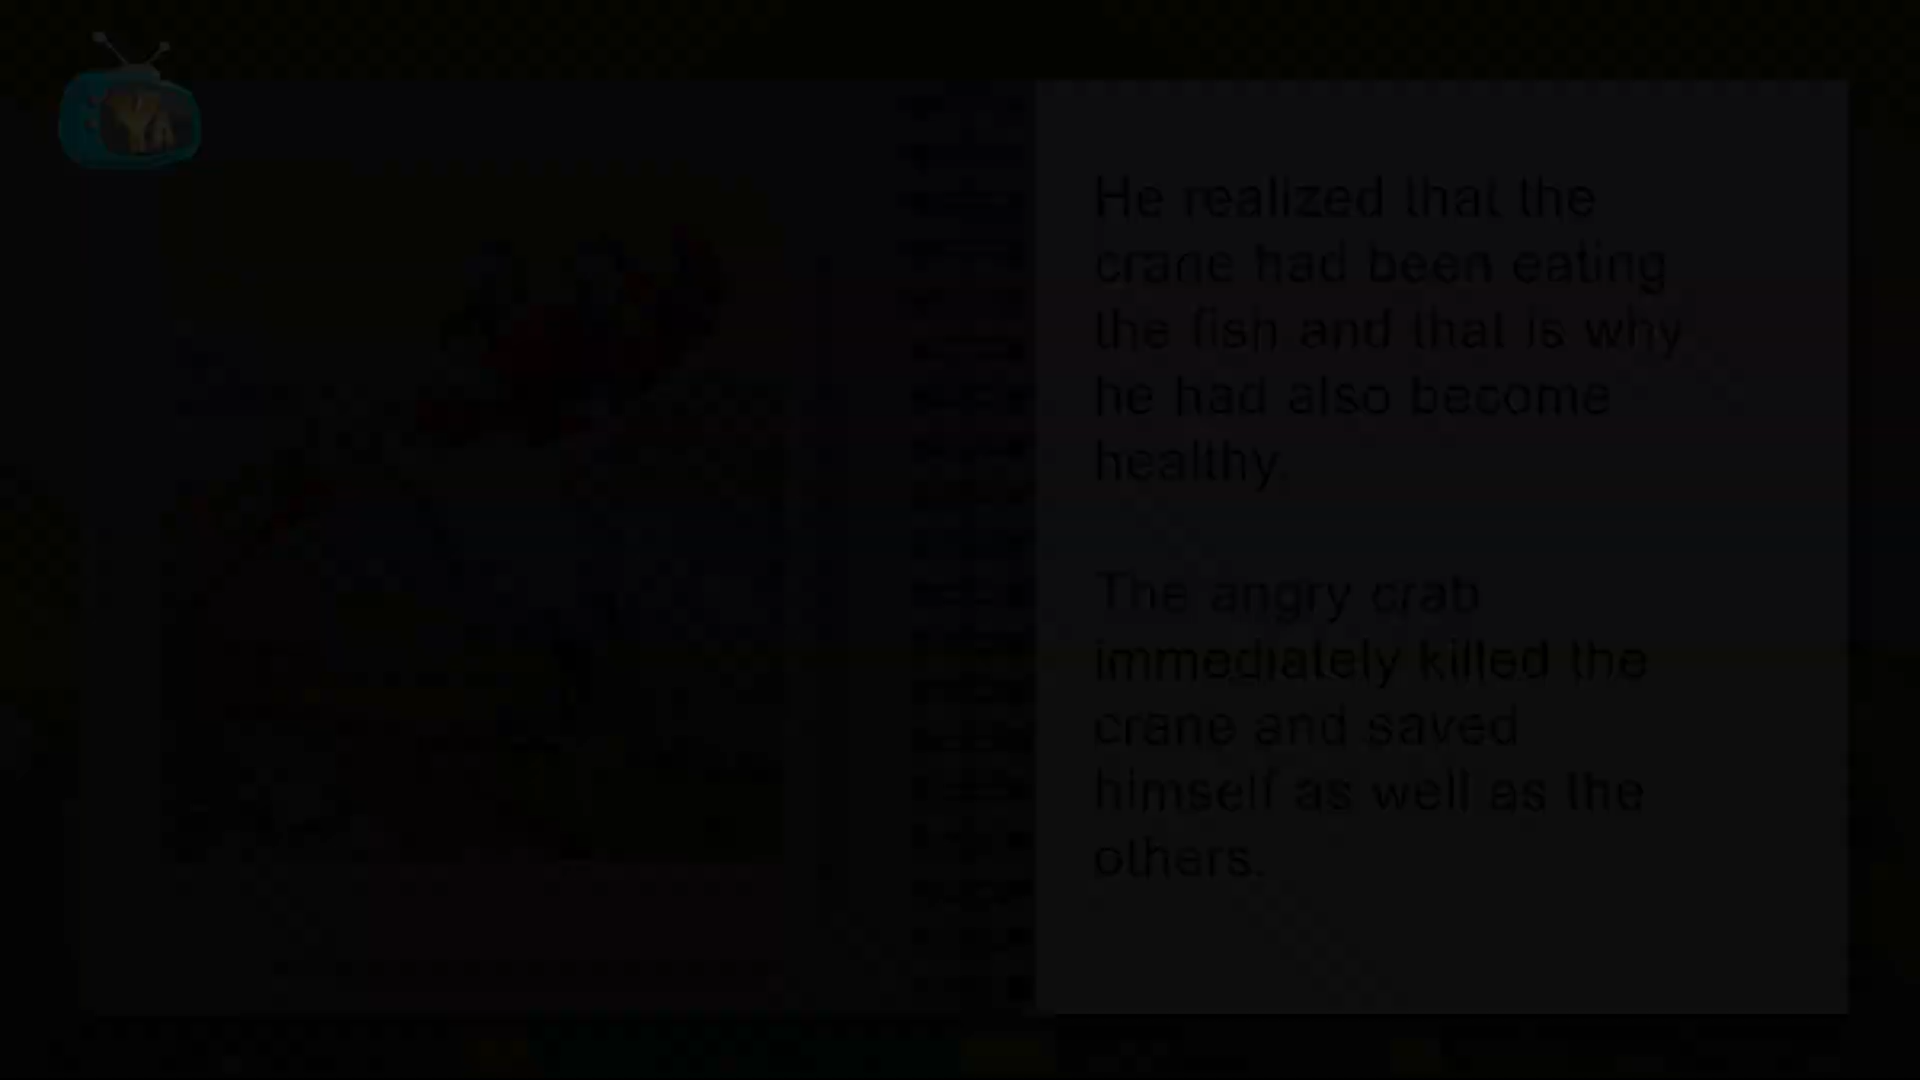 He realized that the
crane had been eating
the fish and that is why
he had also become
healthy.
The angry crab
immediately killed the
crane and saved
himself as well as the
others.